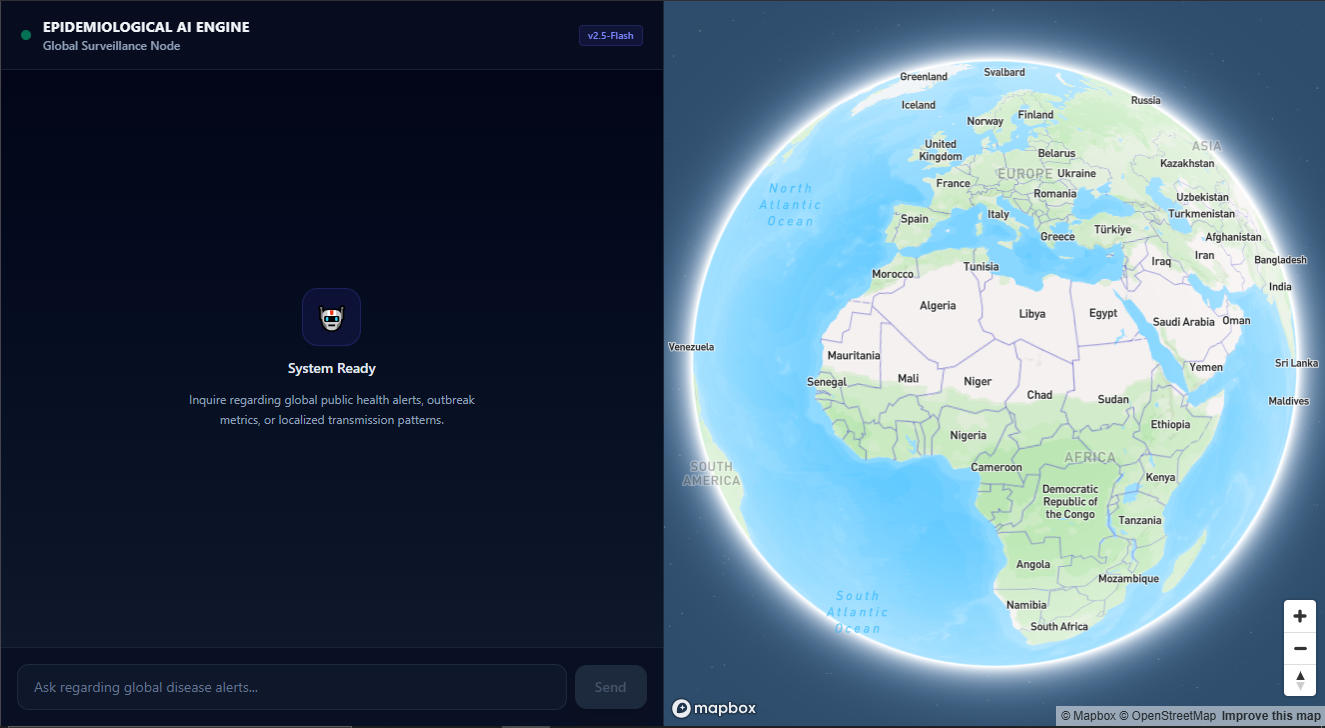 EPIDEMIOLOGICAL AI ENGINE
Global Surveillance Node
v2.5-Flash
System Ready
Inquire regarding global public health alerts, outbreak
metrics, or localized transmission patterns.
Ask regarding global disease alerts...
Send
Greenland
Svalbard
Iceland
Russia
Norway
Finland
United
Kingdom
Belarus
ASIA
Kazakhstan
EUROPE
Ukraine
France
Romania
North
Atlantic
Ocean
Uzbekistan
Turkmenistan
Spain
Italy
Greece
Türkiye
Afghanistan
Iran
Iraq
Bangladesh
Morocco
Tunisia
India
Algeria
Libya
Egypt
Saudi Arabia
Oman
Venezuela
Mauritania
Senegal
Mali
Niger
Chad
Sudan
Yemen
Sri Lanka
Maldives
Ethiopia
Nigeria
Cameroon
AFRICA
SOUTH
AMERICA
Kenya
Democratic
Republic of
the Congo
Tanzania
Angola
Mozambique
South
Atlantic
Ocean
Namibia
South Africa
mapbox
© Mapbox © OpenStreetMap Improve this map